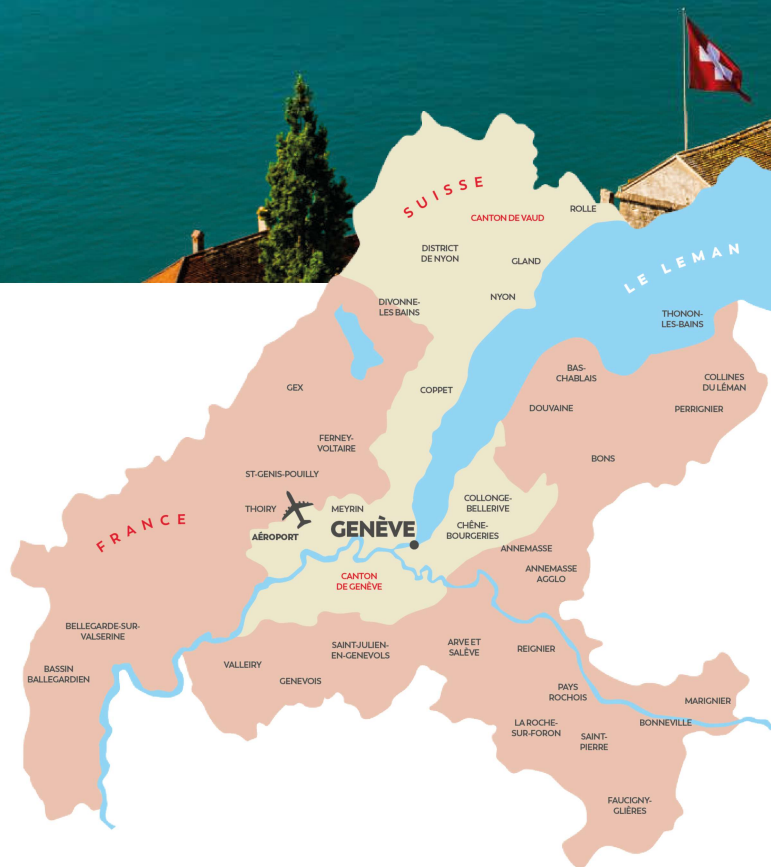 SUISSE
CANTON DE VAUD
ROLLE
DISTRICT
DE NYON
GLAND
LE LEMAN
NYON
DIVONNE-
LES BAINS
THONON-
LES-BAINS
BAS-
CHABLAIS
COLLINES
DU LÉMAN
GEX
COPPET
DOUVAINE
PERRIGNIER
FERNEY-
VOLTAIRE
BONS
ST-GENIS-POUILLY
COLLONGE-
BELLERIVE
THOIRY
MEYRIN
FRANCE
GENÈVE
CHÊNE-
BOURGERIES
AÉROPORT
ANNEMASSE
CANTON
DE GENÈVE
ANNEMASSE
AGGLO
BELLEGARDE-SUR-
VALSERINE
SAINT-JULIEN-
EN-GENEVOLS
ARVE ET
SALÈVE
REIGNIER
BASSIN
BALLEGARDIEN
VALLEIRY
GENEVOIS
PAYS
ROCHOIS
MARIGNIER
LA ROCHE-
SUR-FORON
BONNEVILLE
SAINT-
PIERRE
FAUCIGNY-
GLIÈRES